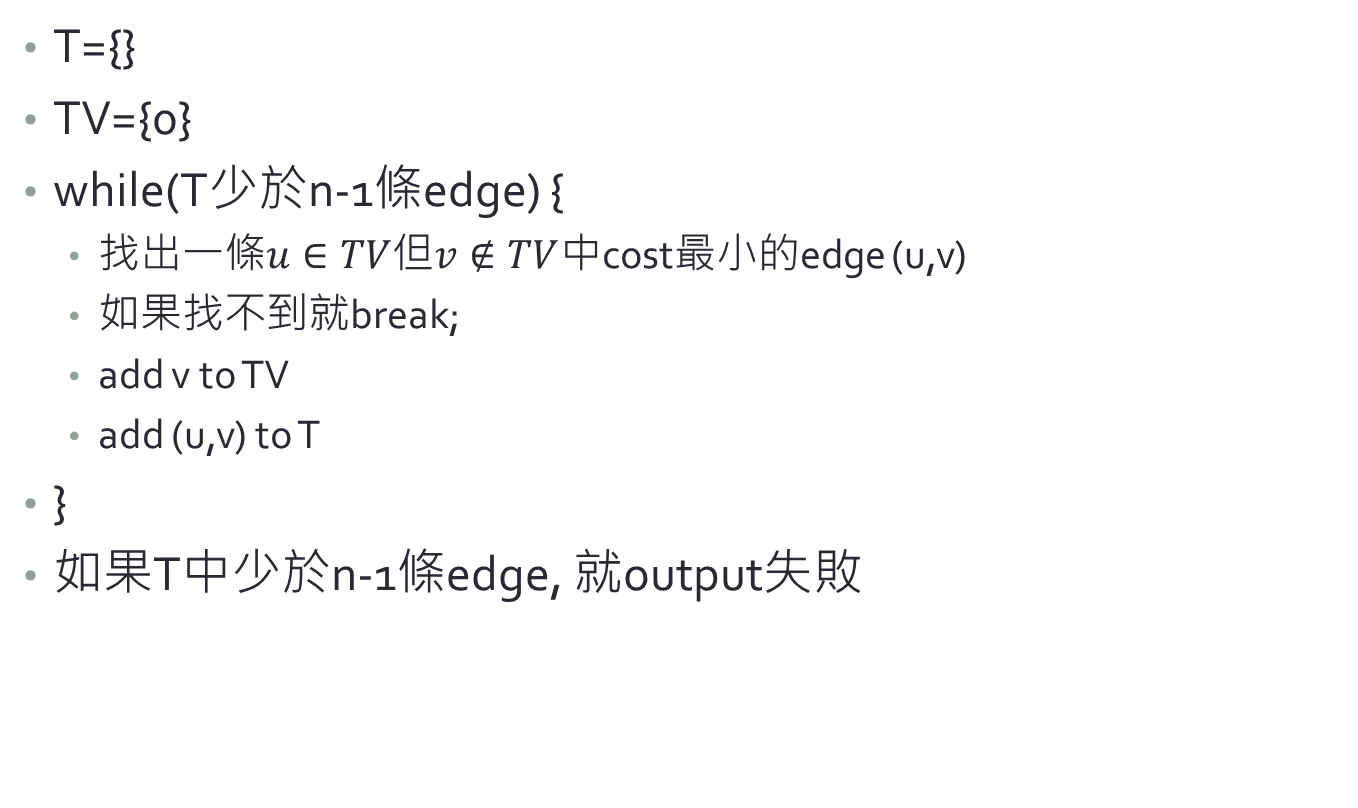 T={}
TV={0}
while(T少於n-1條edge) {
找出一條u ∈ TV但v ∉ TV中cost最小的edge (u,v)
如果找不到就break;
add v to TV
add (u,v) to T
}
如果T中少於n-1條edge, 就output失敗